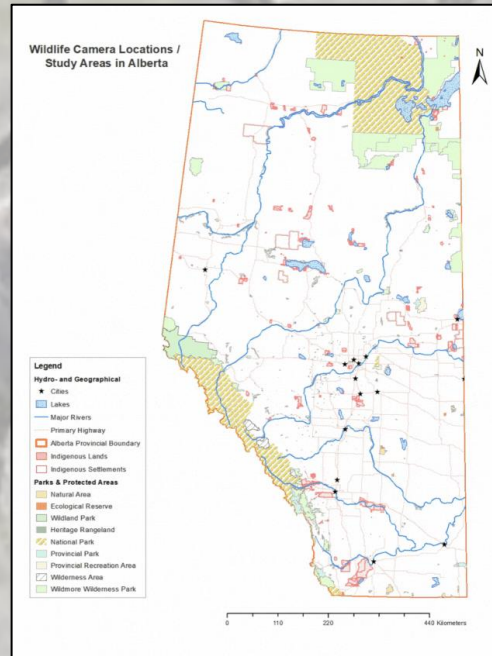 Wildlife Camera Locations /
Study Areas in Alberta
N
Legend
Hydro- and Geographical
Cities
Lakes
Major Rivers
Primary Highway
Alberta Provincial Boundary
Indigenous Lands
Indigenous Settlements
Parks & Protected Areas
Natural Area
Ecological Reserve
Wildland Park
Heritage Rangeland
National Park
Provincial Park
Provincial Recreation Area
Wilderness Area
Willmore Wilderness Park
0 110 220 440 Kilometers